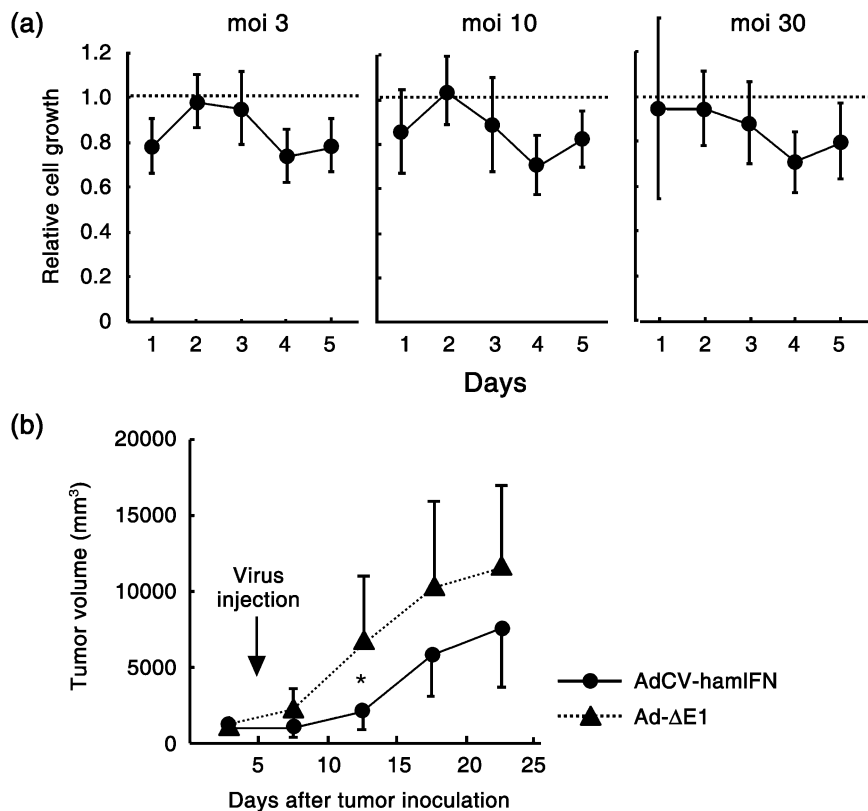 (a)
moi 3
moi 10
moi 30
Relative cell growth
1.2
1.0
0.8
0.6
0.4
0.2
0
1 2 3 4 5
1 2 3 4 5
1 2 3 4 5
Days
(b)
Tumor volume (mm³)
20000
15000
10000
5000
0
Virus
injection
*
5 10 15 20 25
Days after tumor inoculation
AdCV-hamIFN
Ad-ΔE1